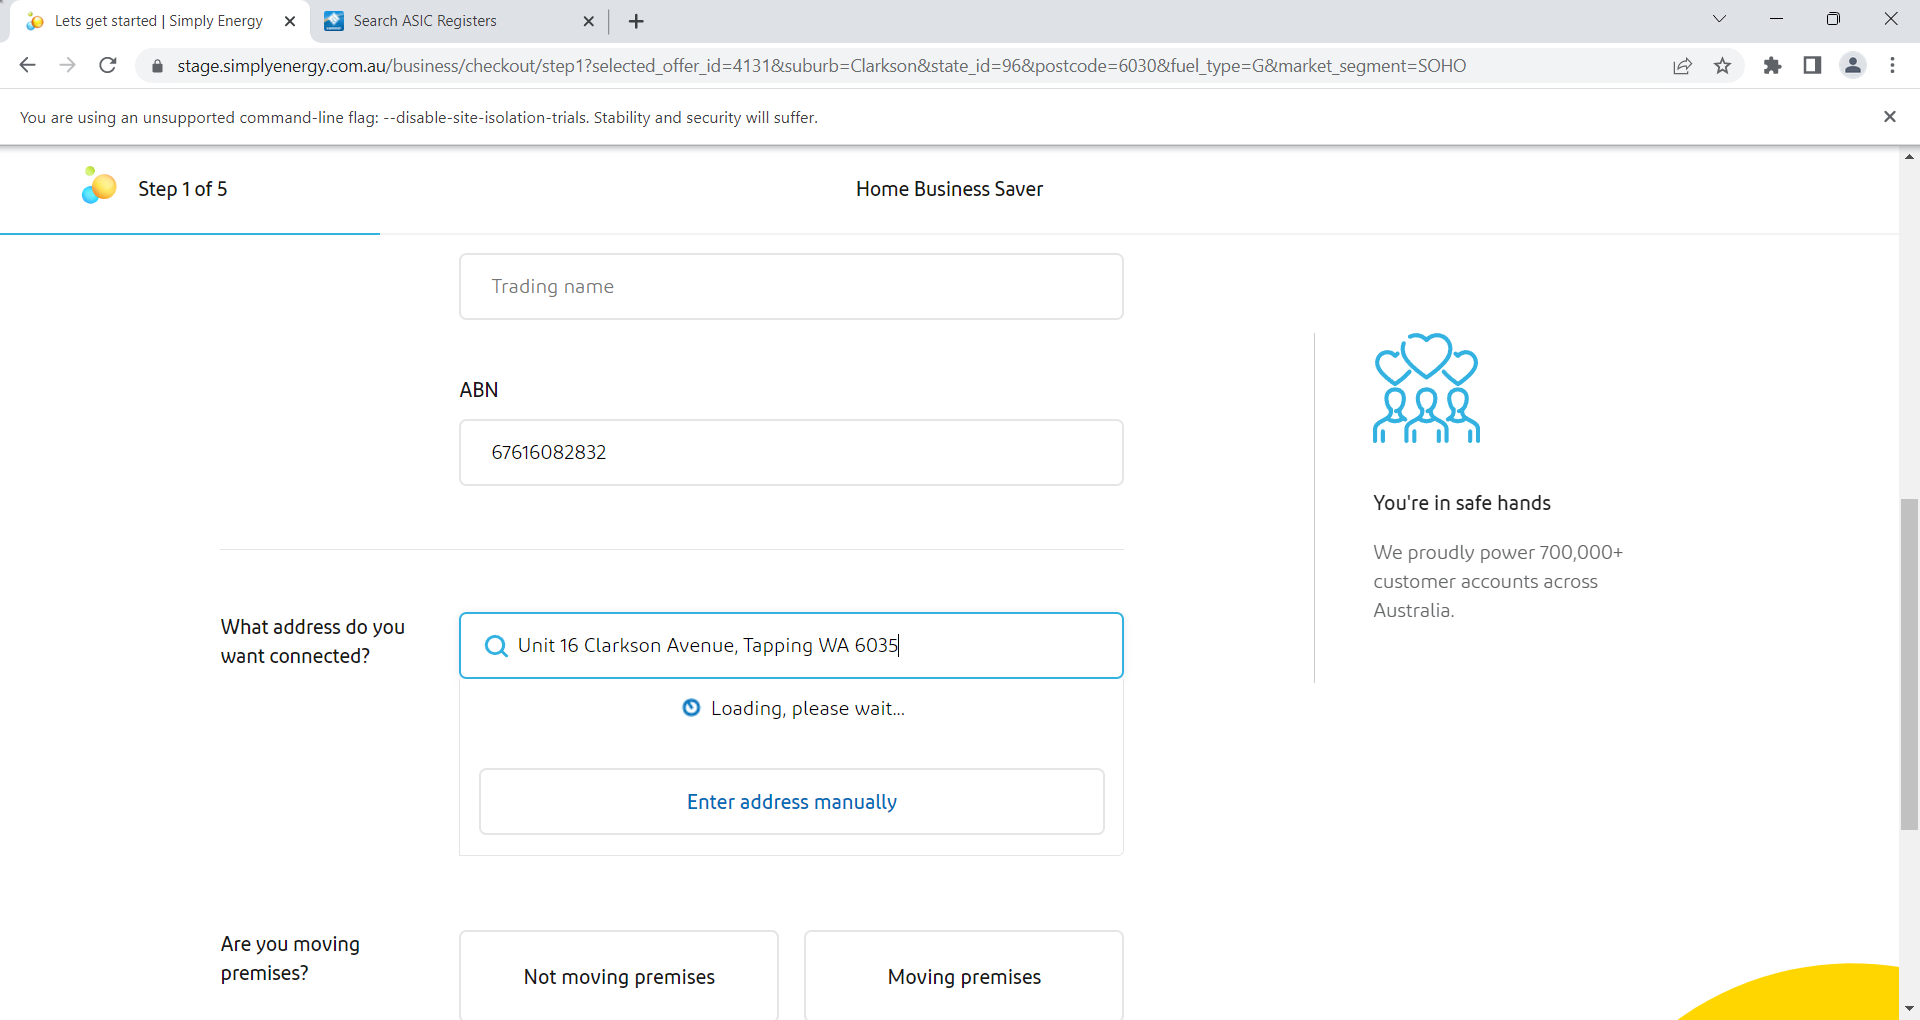 Lets get started | Simply Energy
Search ASIC Registers
stage.simplyenergy.com.au/business/checkout/step1?selected_offer_id=4131&suburb=Clarkson&state_id=96&postcode=6030&fuel_type=G&market_segment=SOHO
You are using an unsupported command-line flag: --disable-site-isolation-trials. Stability and security will suffer.
Step 1 of 5
Home Business Saver
Trading name
ABN
67616082832
You're in safe hands
We proudly power 700,000+
customer accounts across
Australia.
What address do you
want connected?
Unit 16 Clarkson Avenue, Tapping WA 6035
Loading, please wait...
Enter address manually
Are you moving
premises?
Not moving premises
Moving premises